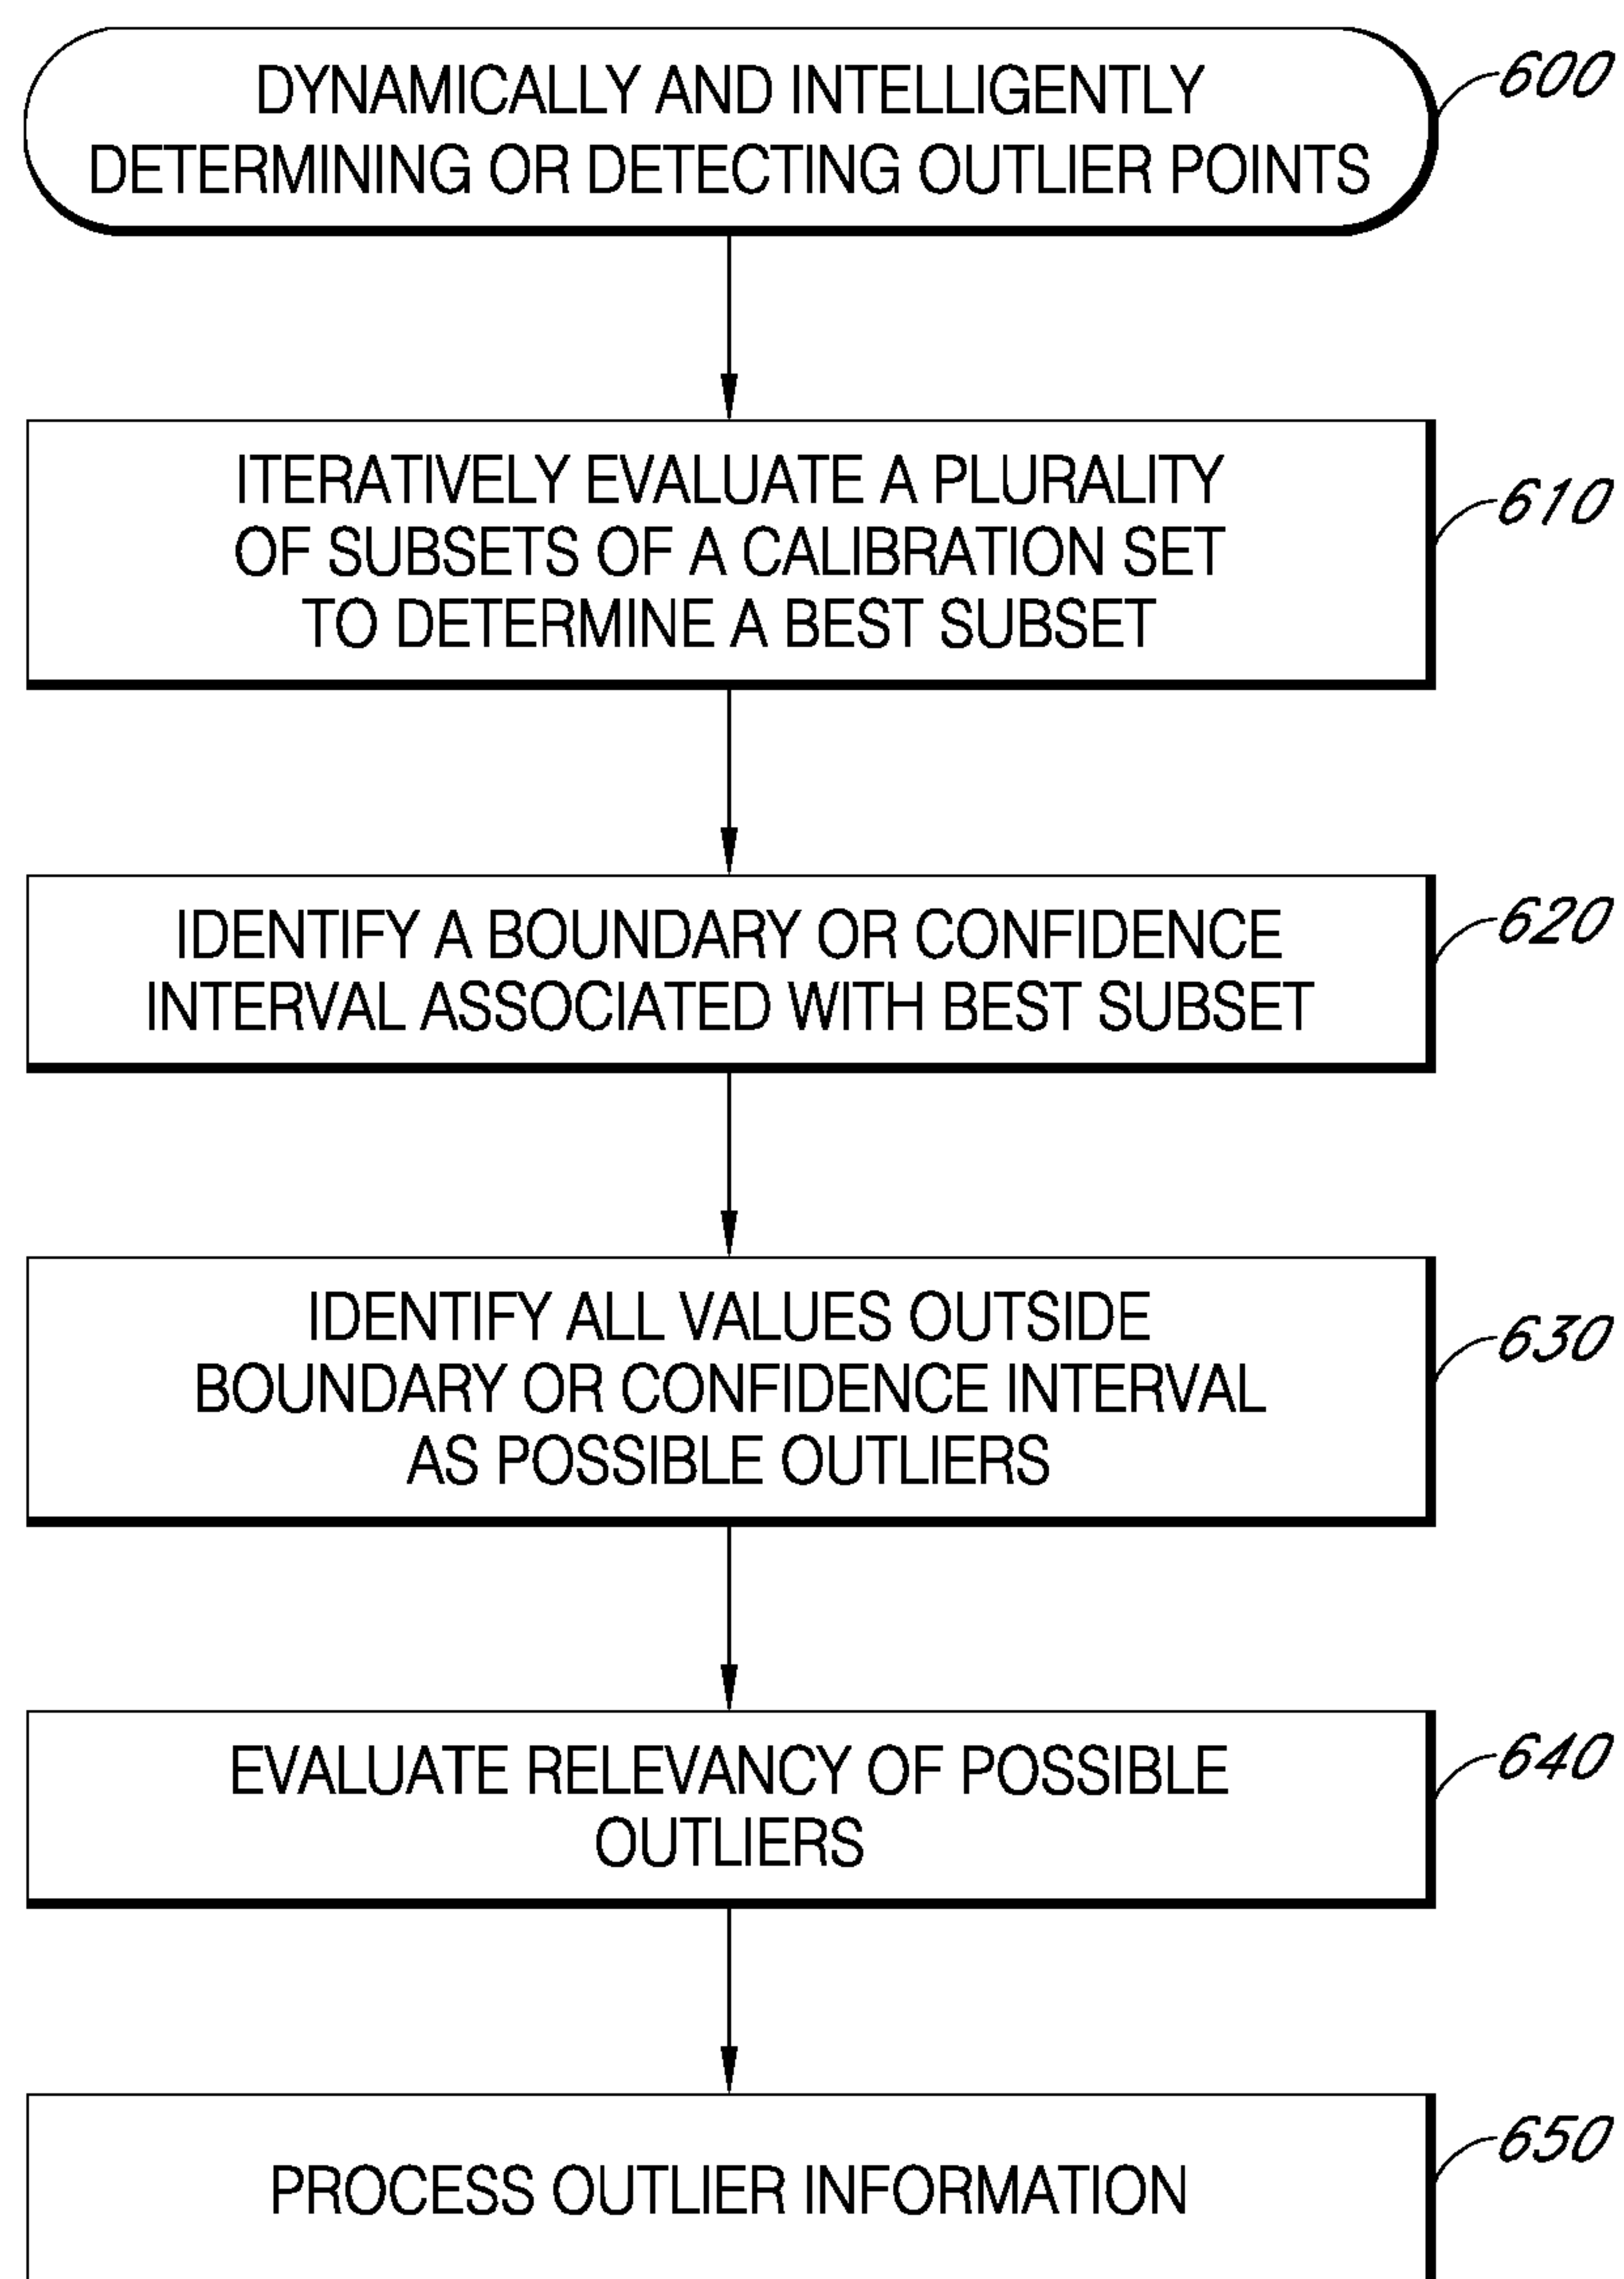 DYNAMICALLY AND INTELLIGENTLY
DETERMINING OR DETECTING OUTLIER POINTS
600
ITERATIVELY EVALUATE A PLURALITY
OF SUBSETS OF A CALIBRATION SET
TO DETERMINE A BEST SUBSET
610
IDENTIFY A BOUNDARY OR CONFIDENCE
INTERVAL ASSOCIATED WITH BEST SUBSET
620
IDENTIFY ALL VALUES OUTSIDE
BOUNDARY OR CONFIDENCE INTERVAL
AS POSSIBLE OUTLIERS
630
EVALUATE RELEVANCY OF POSSIBLE
OUTLIERS
640
PROCESS OUTLIER INFORMATION
650